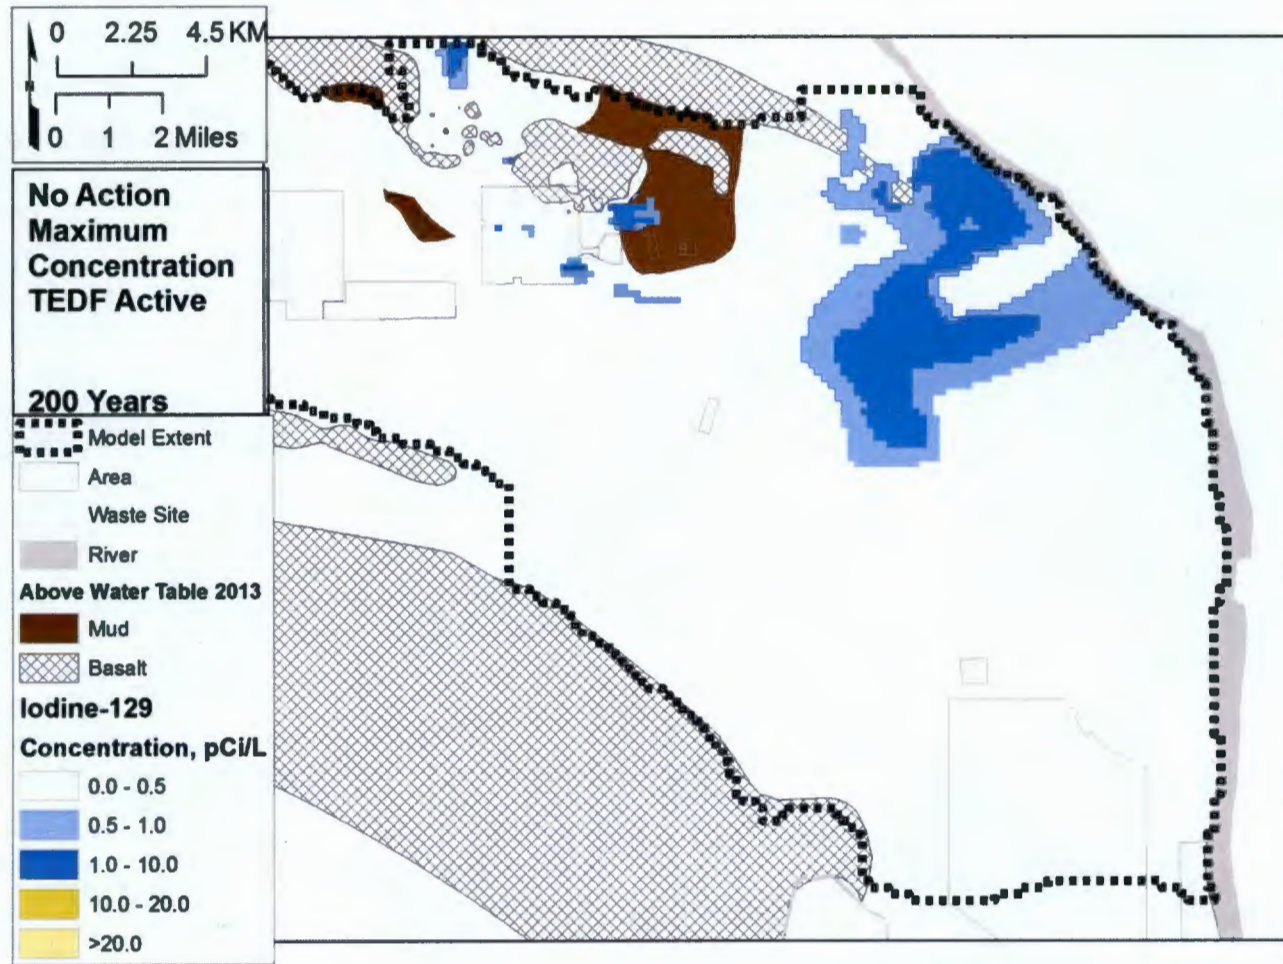 0 2.25 4.5 KM
0 1 2 Miles
No Action
Maximum
Concentration
TEDF Active
200 Years
Model Extent
Area
Waste Site
River
Above Water Table 2013
Mud
Basalt
Iodine-129
Concentration, pCi/L
0.0 - 0.5
0.5 - 1.0
1.0 - 10.0
10.0 - 20.0
>20.0